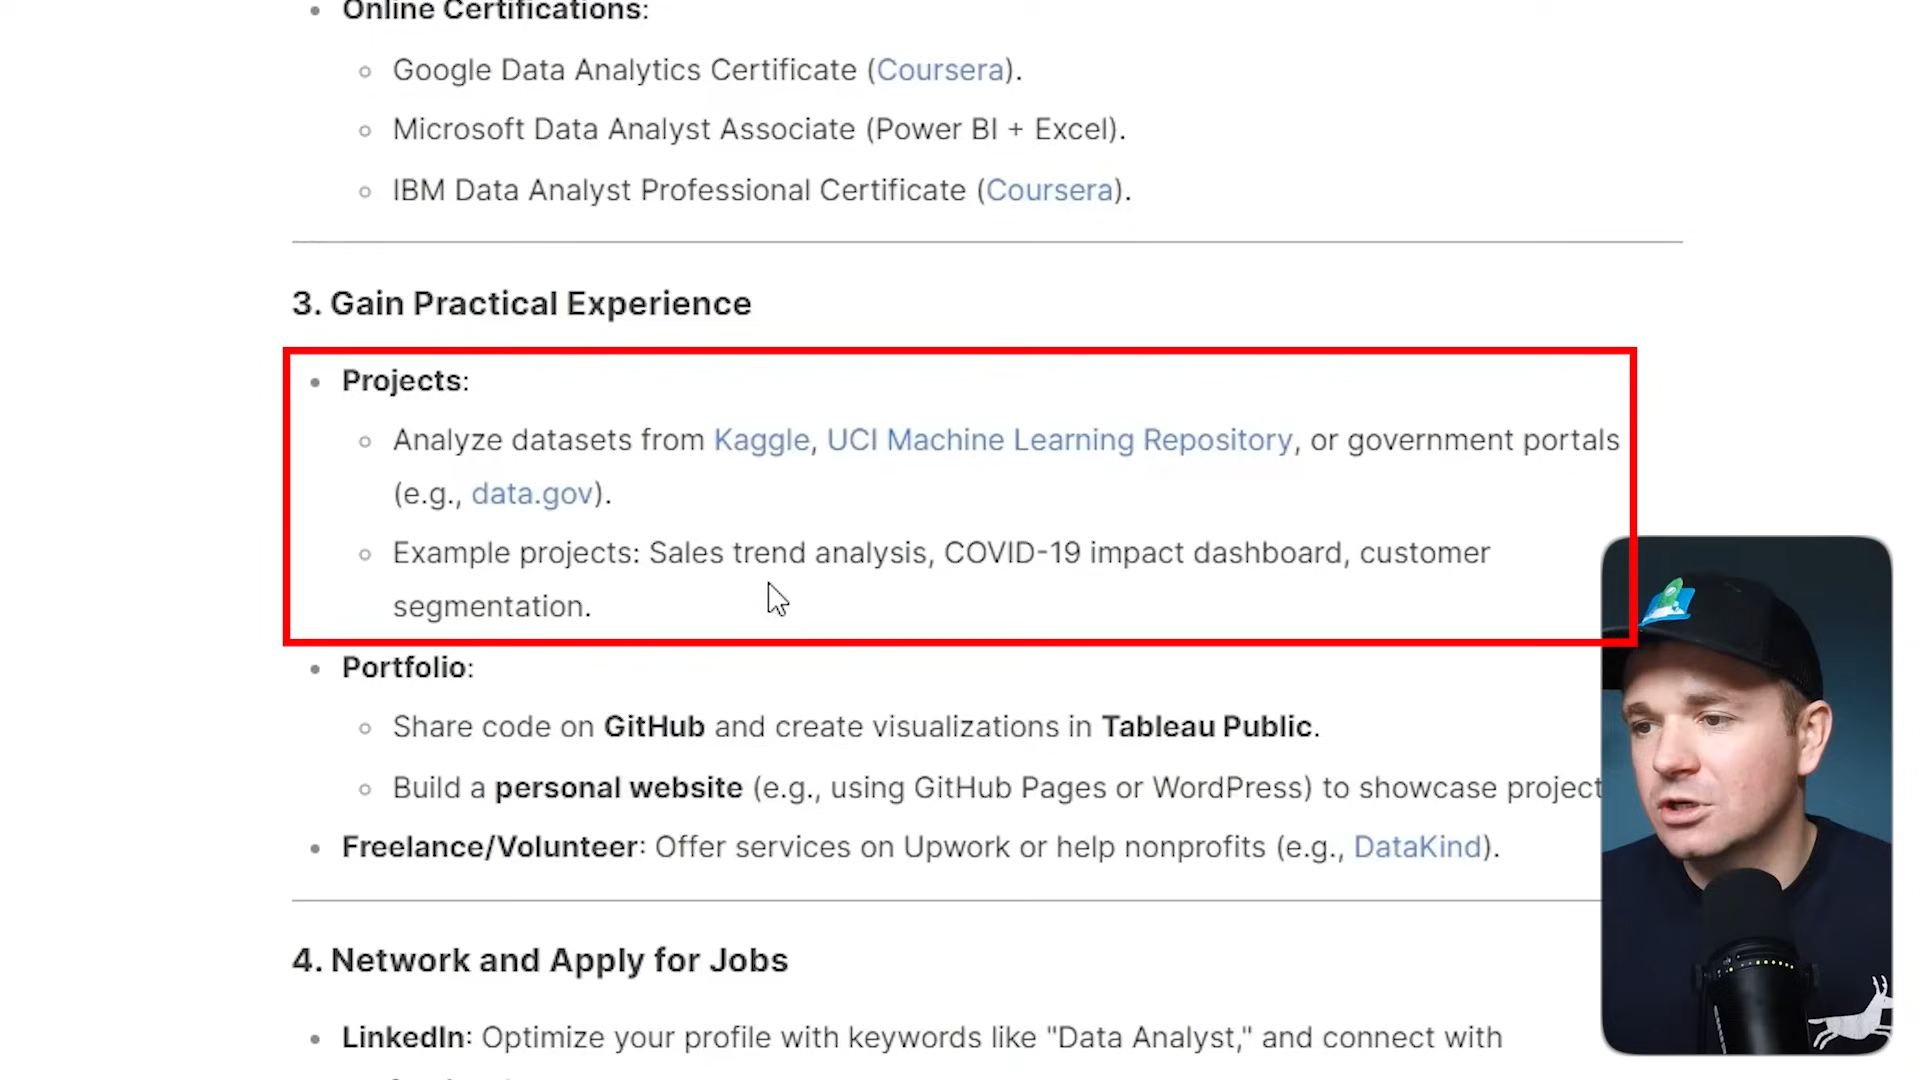 Online Certifications:
Google Data Analytics Certificate (Coursera).
Microsoft Data Analyst Associate (Power BI + Excel).
IBM Data Analyst Professional Certificate (Coursera).
3. Gain Practical Experience
Projects:
Analyze datasets from Kaggle, UCI Machine Learning Repository, or government portals
(e.g., data.gov).
Example projects: Sales trend analysis, COVID-19 impact dashboard, customer
segmentation.
Portfolio:
Share code on GitHub and create visualizations in Tableau Public.
Build a personal website (e.g., using GitHub Pages or WordPress) to showcase project
Freelance/Volunteer: Offer services on Upwork or help nonprofits (e.g., DataKind).
4. Network and Apply for Jobs
LinkedIn: Optimize your profile with keywords like "Data Analyst," and connect with